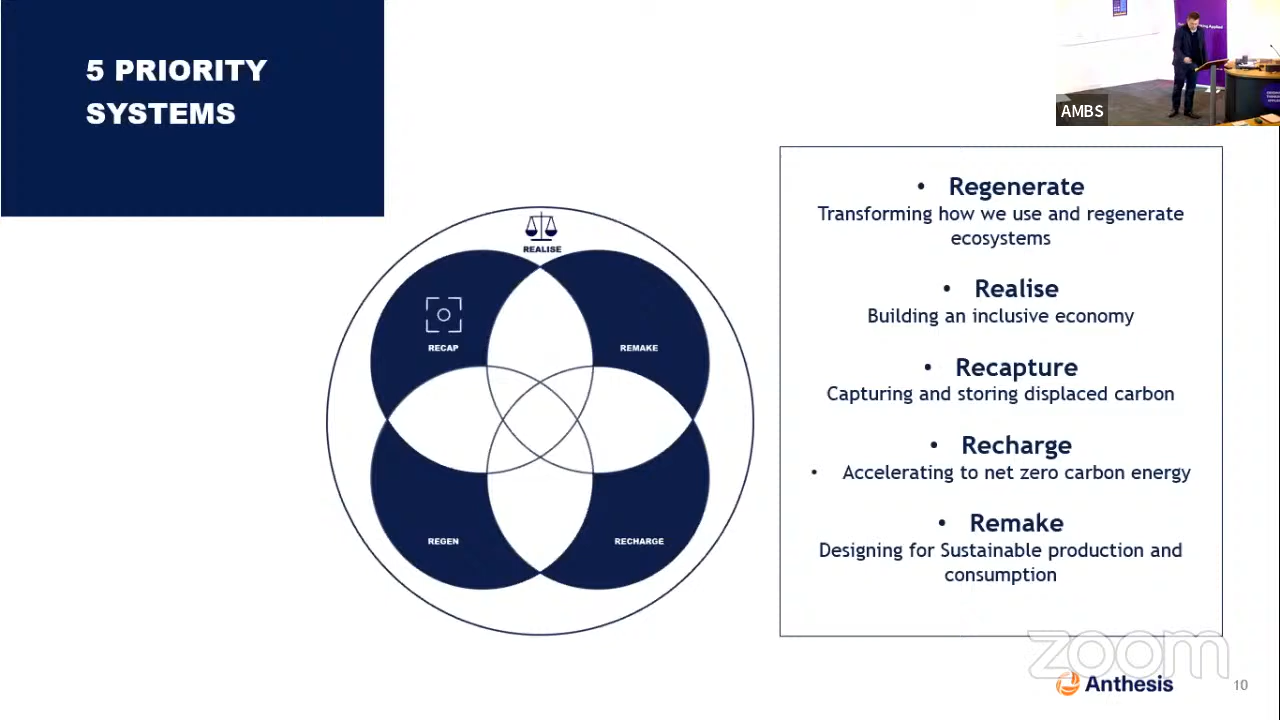 5 PRIORITY
SYSTEMS
AMBS
REALISE
RECAP
REMAKE
REGEN
RECHARGE
• Regenerate
Transforming how we use and regenerate
ecosystems
• Realise
Building an inclusive economy
• Recapture
Capturing and storing displaced carbon
• Recharge
• Accelerating to net zero carbon energy
• Remake
Designing for Sustainable production and
consumption
zoom
Anthesis
10